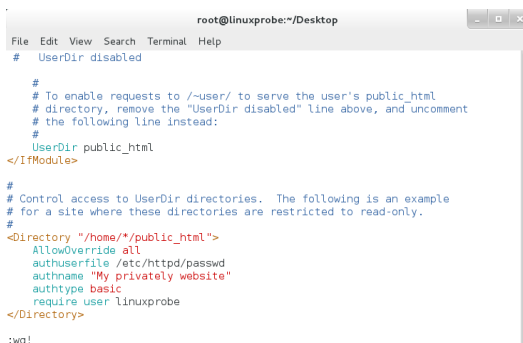 root@linuxprobe:~/Desktop
File Edit View Search Terminal Help
#   UserDir disabled
#
# To enable requests to /~user/ to serve the user's public_html
# directory, remove the "UserDir disabled" line above, and uncomment
# the following line instead:
#
UserDir public_html
</IfModule>
#
# Control access to UserDir directories.  The following is an example
# for a site where these directories are restricted to read-only.
#
<Directory "/home/*/public_html">
AllowOverride all
authuserfile /etc/httpd/passwd
authname "My privately website"
authtype basic
require user linuxprobe
</Directory>
:wq!